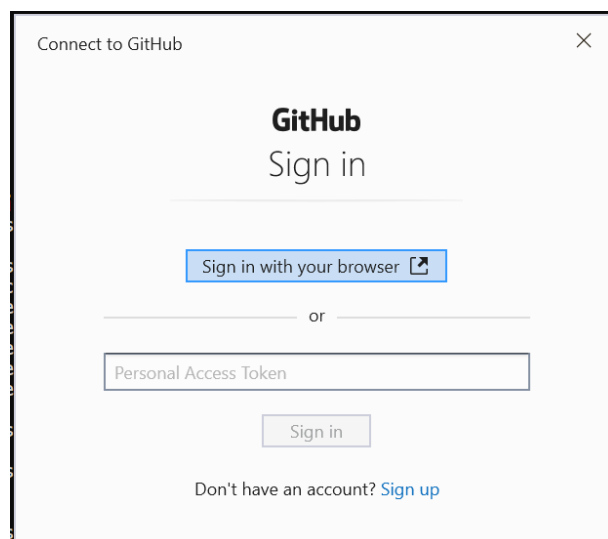 Connect to GitHub
GitHub
Sign in
Sign in with your browser
or
Personal Access Token
Sign in
Don't have an account? Sign up